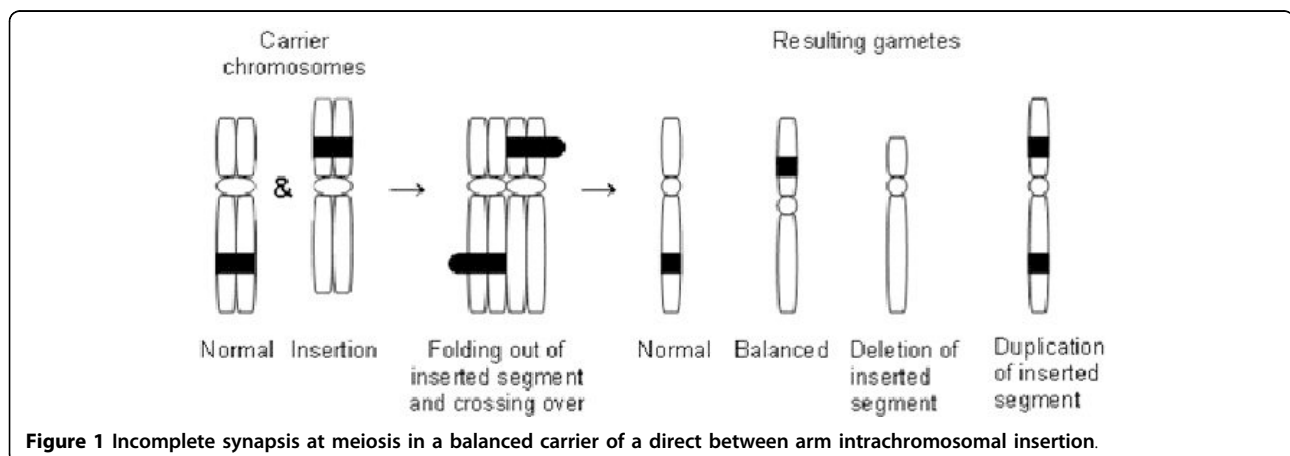 Carrier
chromosomes
Resulting gametes
&
→
→
Normal
Insertion
Folding out of
inserted segment
and crossing over
Normal
Balanced
Deletion of
inserted
segment
Duplication
of inserted
segment
Figure 1 Incomplete synapsis at meiosis in a balanced carrier of a direct between arm intrachromosomal insertion.